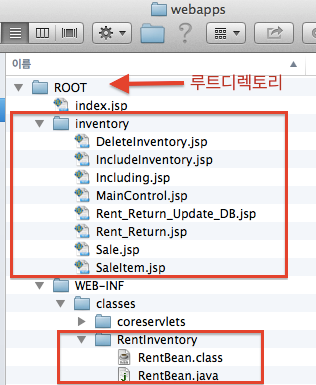 webapps
이름
ROOT
루트디렉토리
index.jsp
inventory
DeleteInventory.jsp
IncludeInventory.jsp
Including.jsp
MainControl.jsp
Rent_Return_Update_DB.jsp
Rent_Return.jsp
Sale.jsp
SaleItem.jsp
WEB-INF
classes
coreservlets
RentInventory
RentBean.class
RentBean.java